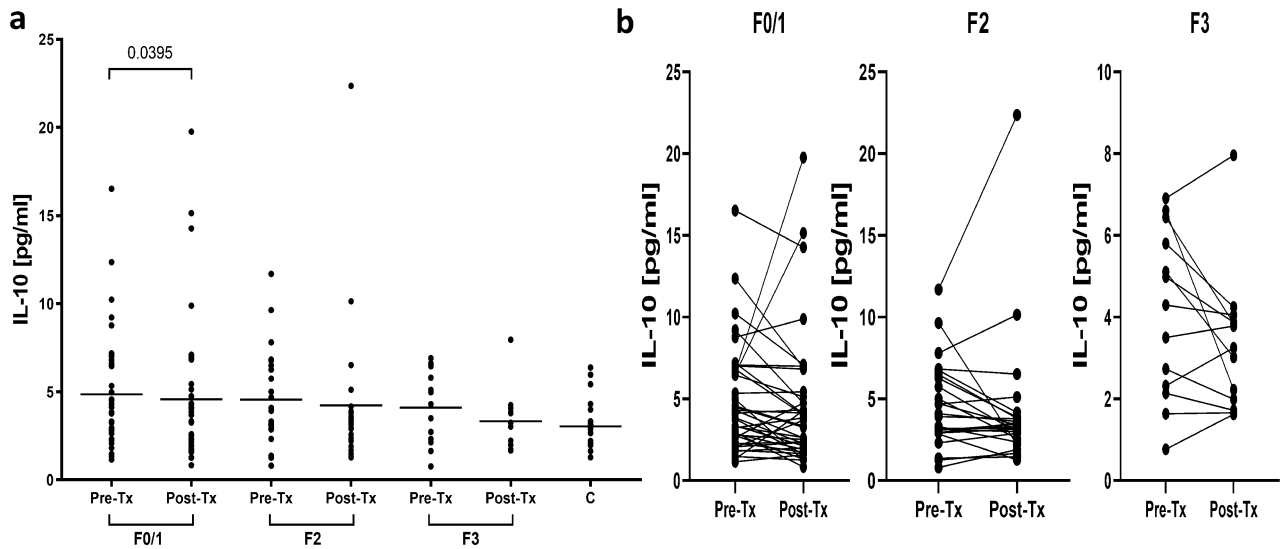 a
b
F0/1
F2
F3
0.0395
IL-10 [pg/ml]
25
20
15
10
5
0
Pre-Tx
Post-Tx
Pre-Tx
Post-Tx
Pre-Tx
Post-Tx
C
F0/1
F2
F3
IL-10 [pg/ml]
25
20
15
10
5
0
Pre-Tx
Post-Tx
IL-10 [pg/ml]
25
20
15
10
5
0
Pre-Tx
Post-Tx
IL-10 [pg/ml]
10
8
6
4
2
0
Pre-Tx
Post-Tx